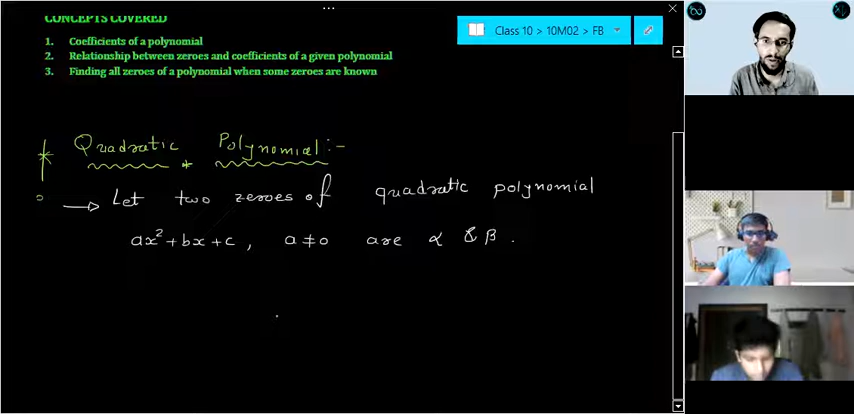 CONCEPTS COVERED
1. Coefficients of a polynomial
2. Relationship between zeroes and coefficients of a given polynomial
3. Finding all zeroes of a polynomial when some zeroes are known
Class 10 > 10M02 > FB
Quadratic Polynomial :-
→ Let two zeroes of quadratic polynomial
ax²+bx+c, a≠0 are α & β.